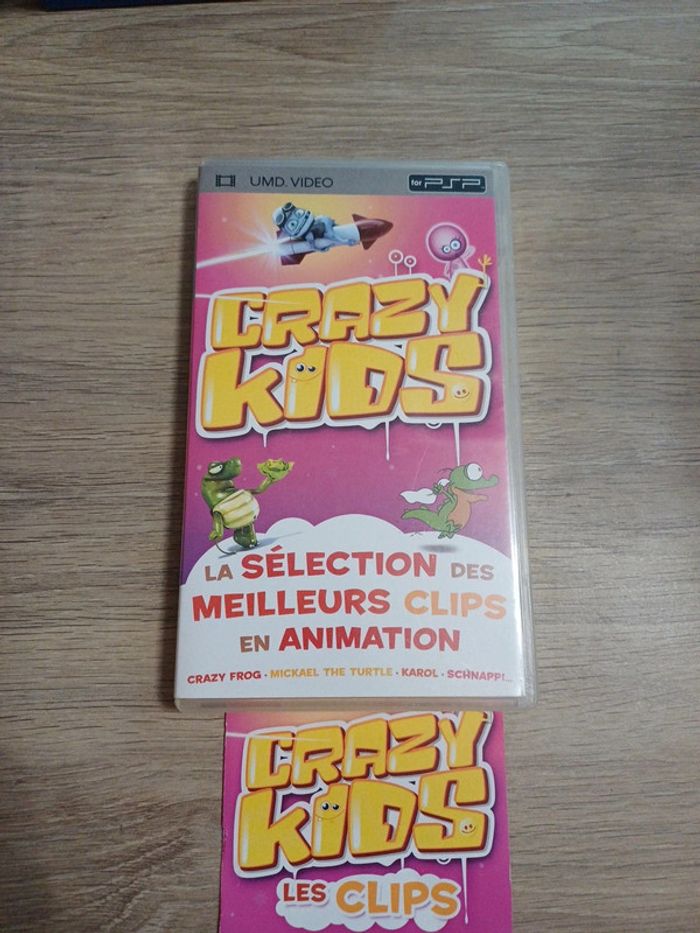 UMD. VIDEO
for PSP™
CRAZY
KIDS
LA SÉLECTION DES
MEILLEURS CLIPS
EN ANIMATION
CRAZY FROG • MICKAEL THE TURTLE • KAROL • SCHNAPPI...
CRAZY
KIDS
LES CLIPS